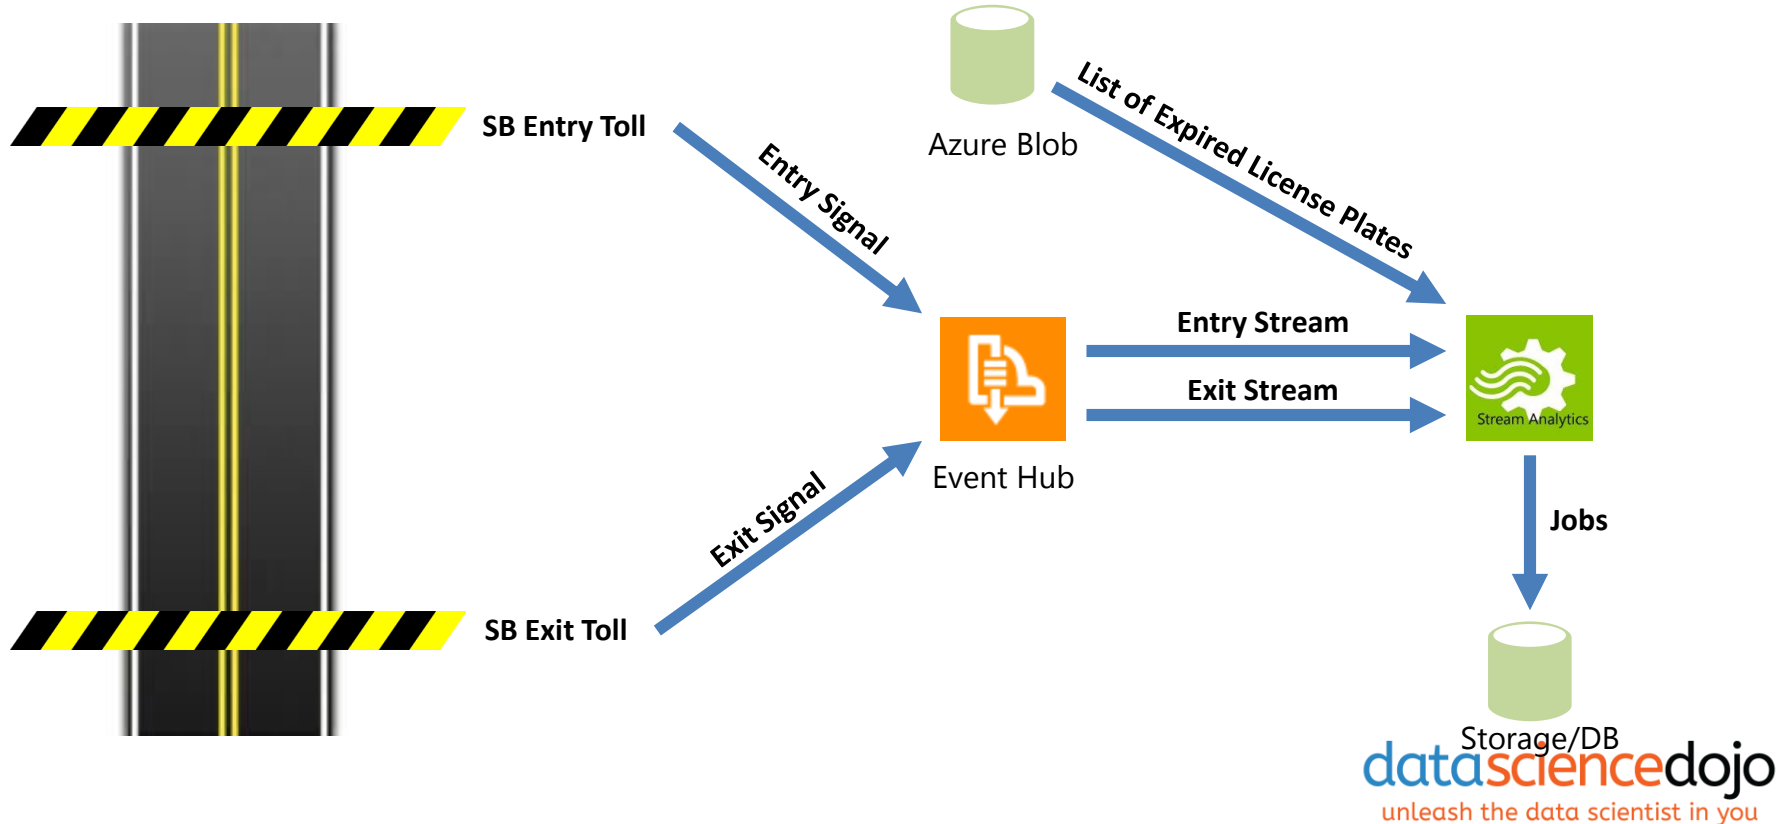 SB Entry Toll
Entry Signal
Azure Blob
List of Expired License Plates
Entry Stream
Exit Stream
Stream Analytics
Event Hub
Exit Signal
Jobs
SB Exit Toll
Storage/DB
datasciencedojo
unleash the data scientist in you